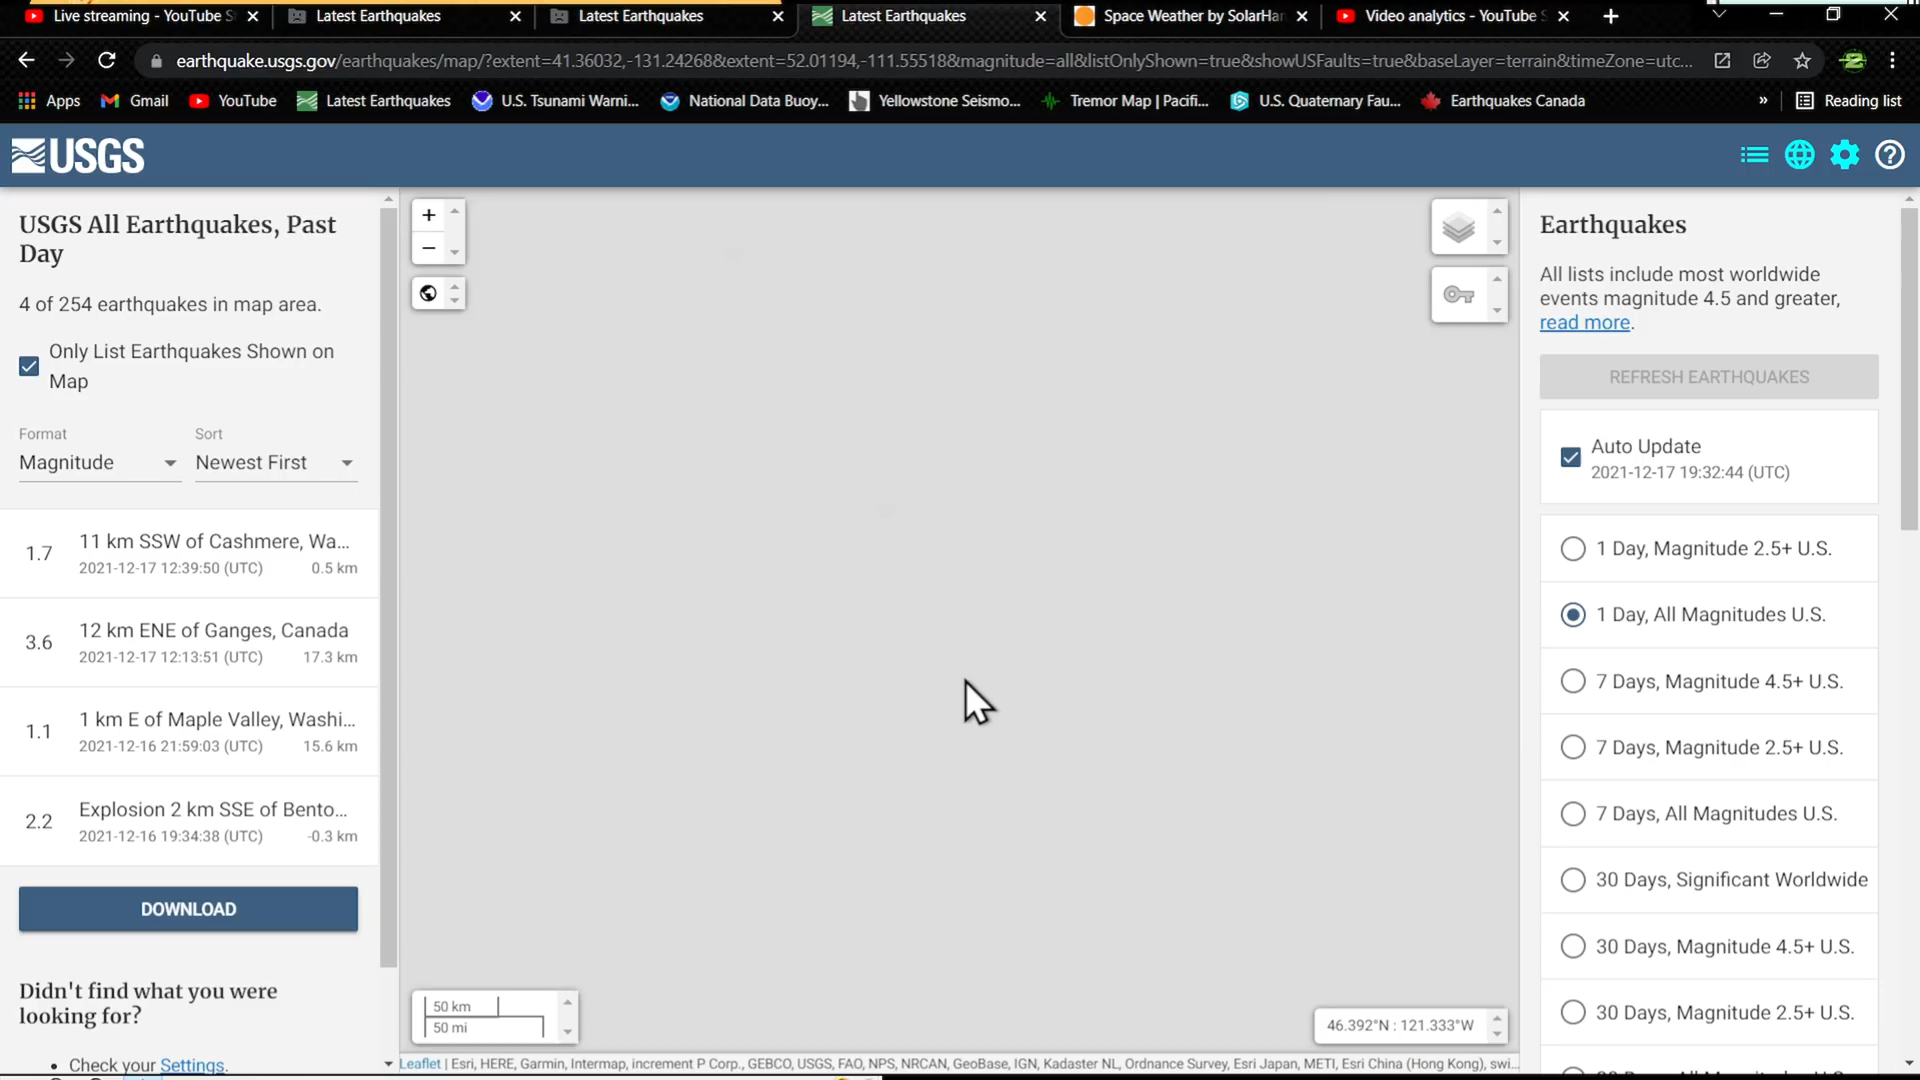 Live streaming - YouTube S
Latest Earthquakes
Latest Earthquakes
Latest Earthquakes
Space Weather by SolarHam
Video analytics - YouTube S
earthquake.usgs.gov/earthquakes/map/?extent=41.36032,-131.24268&extent=52.01194,-111.55518&magnitude=all&listOnlyShown=true&showUSFaults=true&baseLayer=terrain&timeZone=utc...
Apps
Gmail
YouTube
Latest Earthquakes
U.S. Tsunami Warni...
National Data Buoy...
Yellowstone Seismo...
Tremor Map | Pacifi...
U.S. Quaternary Fau...
Earthquakes Canada
»
Reading list
USGS
USGS All Earthquakes, Past
Day
4 of 254 earthquakes in map area.
Only List Earthquakes Shown on
Map
Format
Sort
Magnitude
Newest First
1.7
11 km SSW of Cashmere, Wa...
2021-12-17 12:39:50 (UTC)
0.5 km
3.6
12 km ENE of Ganges, Canada
2021-12-17 12:13:51 (UTC)
17.3 km
1.1
1 km E of Maple Valley, Washi...
2021-12-16 21:59:03 (UTC)
15.6 km
2.2
Explosion 2 km SSE of Bento...
2021-12-16 19:34:38 (UTC)
-0.3 km
DOWNLOAD
Didn't find what you were
looking for?
• Check your Settings.
+
−
50 km
50 mi
46.392°N : 121.333°W
Leaflet | Esri, HERE, Garmin, Intermap, increment P Corp., GEBCO, USGS, FAO, NPS, NRCAN, GeoBase, IGN, Kadaster NL, Ordnance Survey, Esri Japan, METI, Esri China (Hong Kong), swi...
Earthquakes
All lists include most worldwide
events magnitude 4.5 and greater,
read more.
REFRESH EARTHQUAKES
Auto Update
2021-12-17 19:32:44 (UTC)
1 Day, Magnitude 2.5+ U.S.
1 Day, All Magnitudes U.S.
7 Days, Magnitude 4.5+ U.S.
7 Days, Magnitude 2.5+ U.S.
7 Days, All Magnitudes U.S.
30 Days, Significant Worldwide
30 Days, Magnitude 4.5+ U.S.
30 Days, Magnitude 2.5+ U.S.